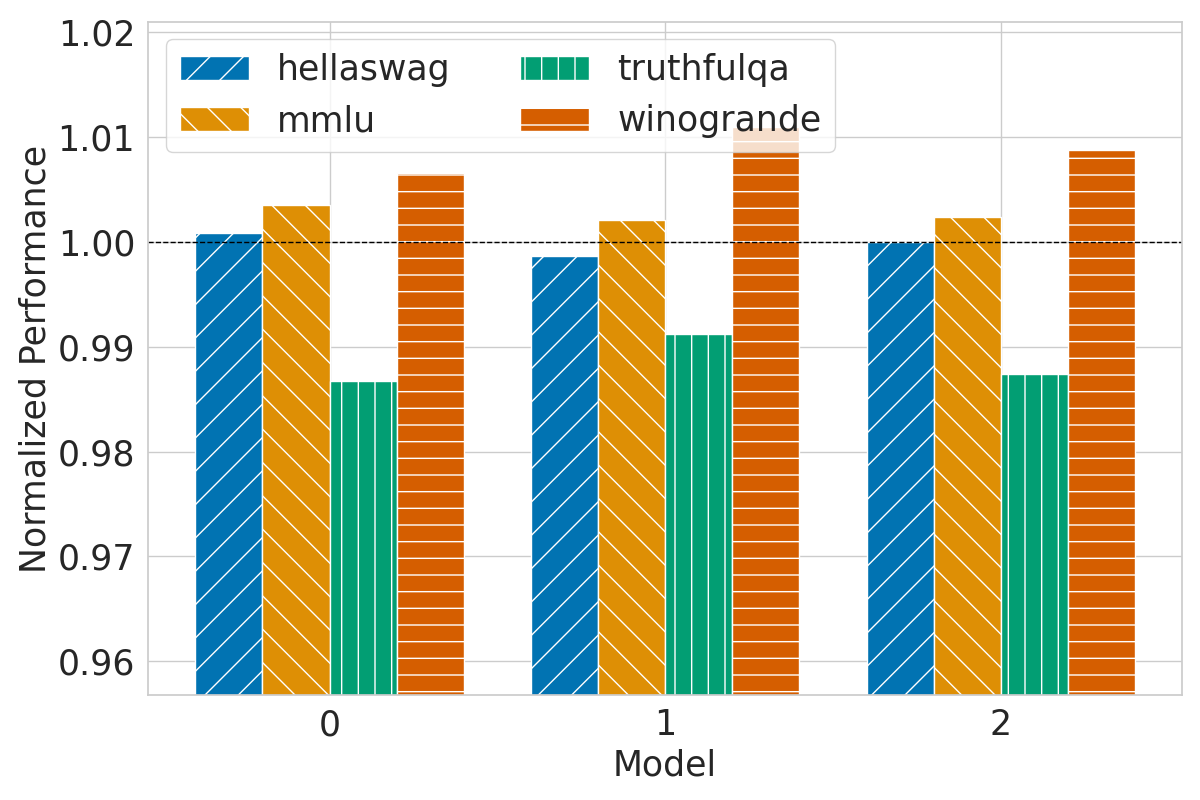 1.02
1.01
1.00
0.99
0.98
0.97
0.96
Normalized Performance
hellaswag
mmlu
truthfulqa
winogrande
0
1
2
Model